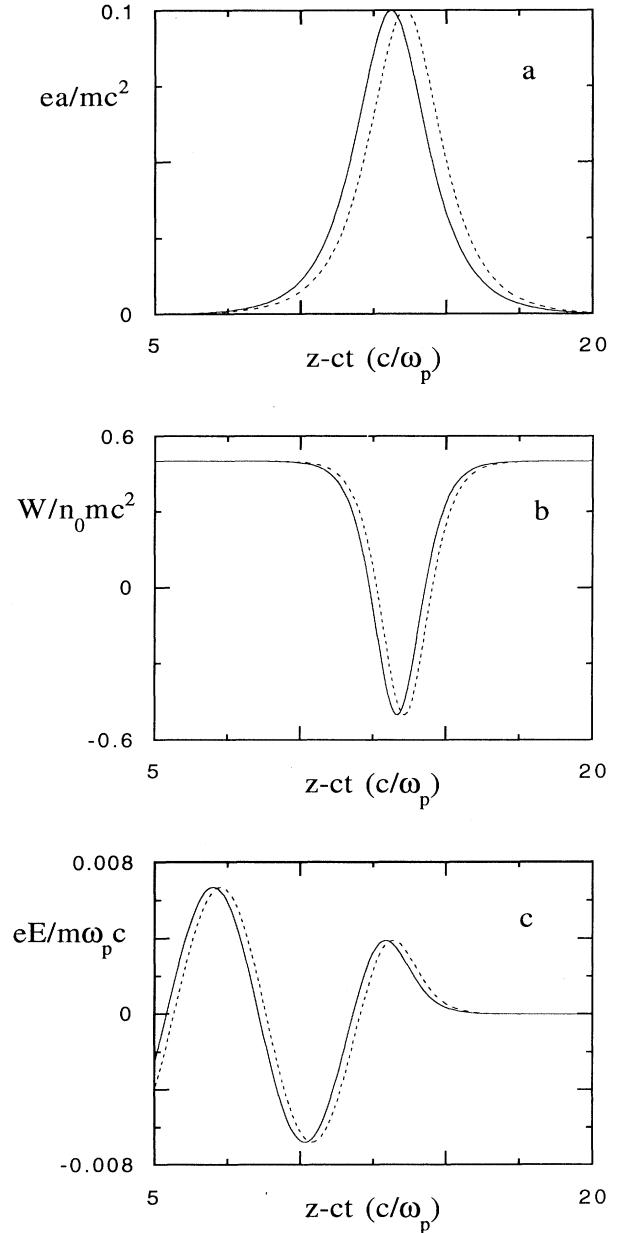 0.1
a
ea/mc²
0
5 20
z-ct (c/ωₚ)
0.6
W/n₀mc² b
0
-0.6
5 20
z-ct (c/ωₚ)
0.008
c
eE/mωₚc
0
-0.008
5 20
z-ct (c/ωₚ)